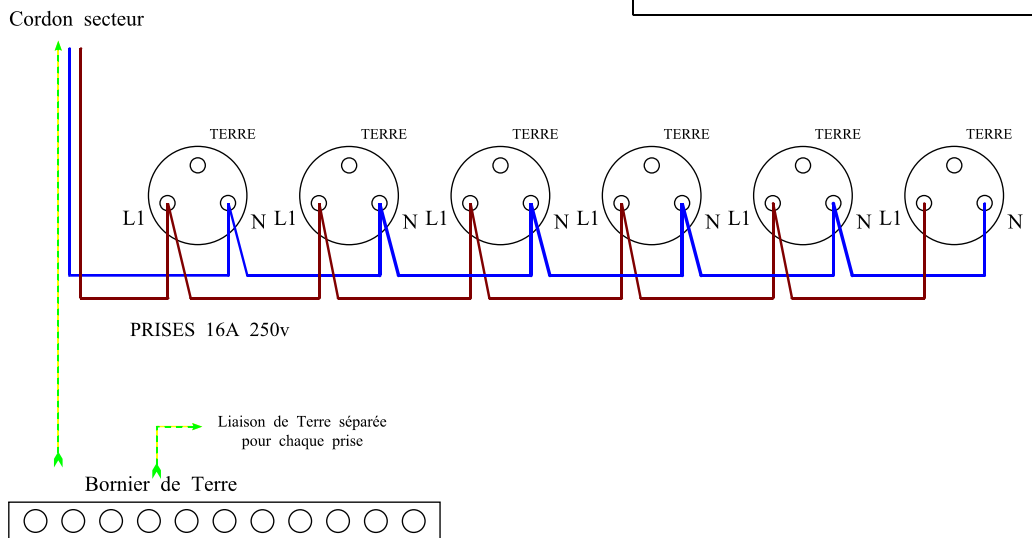 Cordon secteur
TERRE TERRE TERRE TERRE TERRE TERRE
L1 N L1 N L1 N L1 N L1 N L1 N
PRISES 16A 250v
Liaison de Terre séparée
pour chaque prise
Bornier de Terre